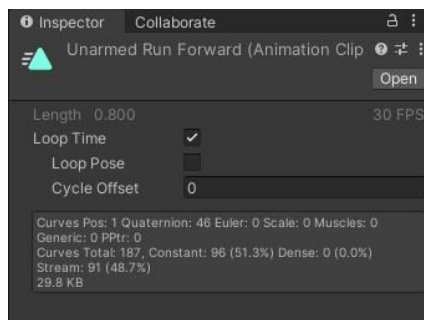 Inspector Collaborate
Unarmed Run Forward (Animation Clip
Open
Length 0.800 30 FPS
Loop Time
Loop Pose
Cycle Offset 0
Curves Pos: 1 Quaternion: 46 Euler: 0 Scale: 0 Muscles: 0
Generic: 0 PPtr: 0
Curves Total: 187, Constant: 96 (51.3%) Dense: 0 (0.0%)
Stream: 91 (48.7%)
29.8 KB